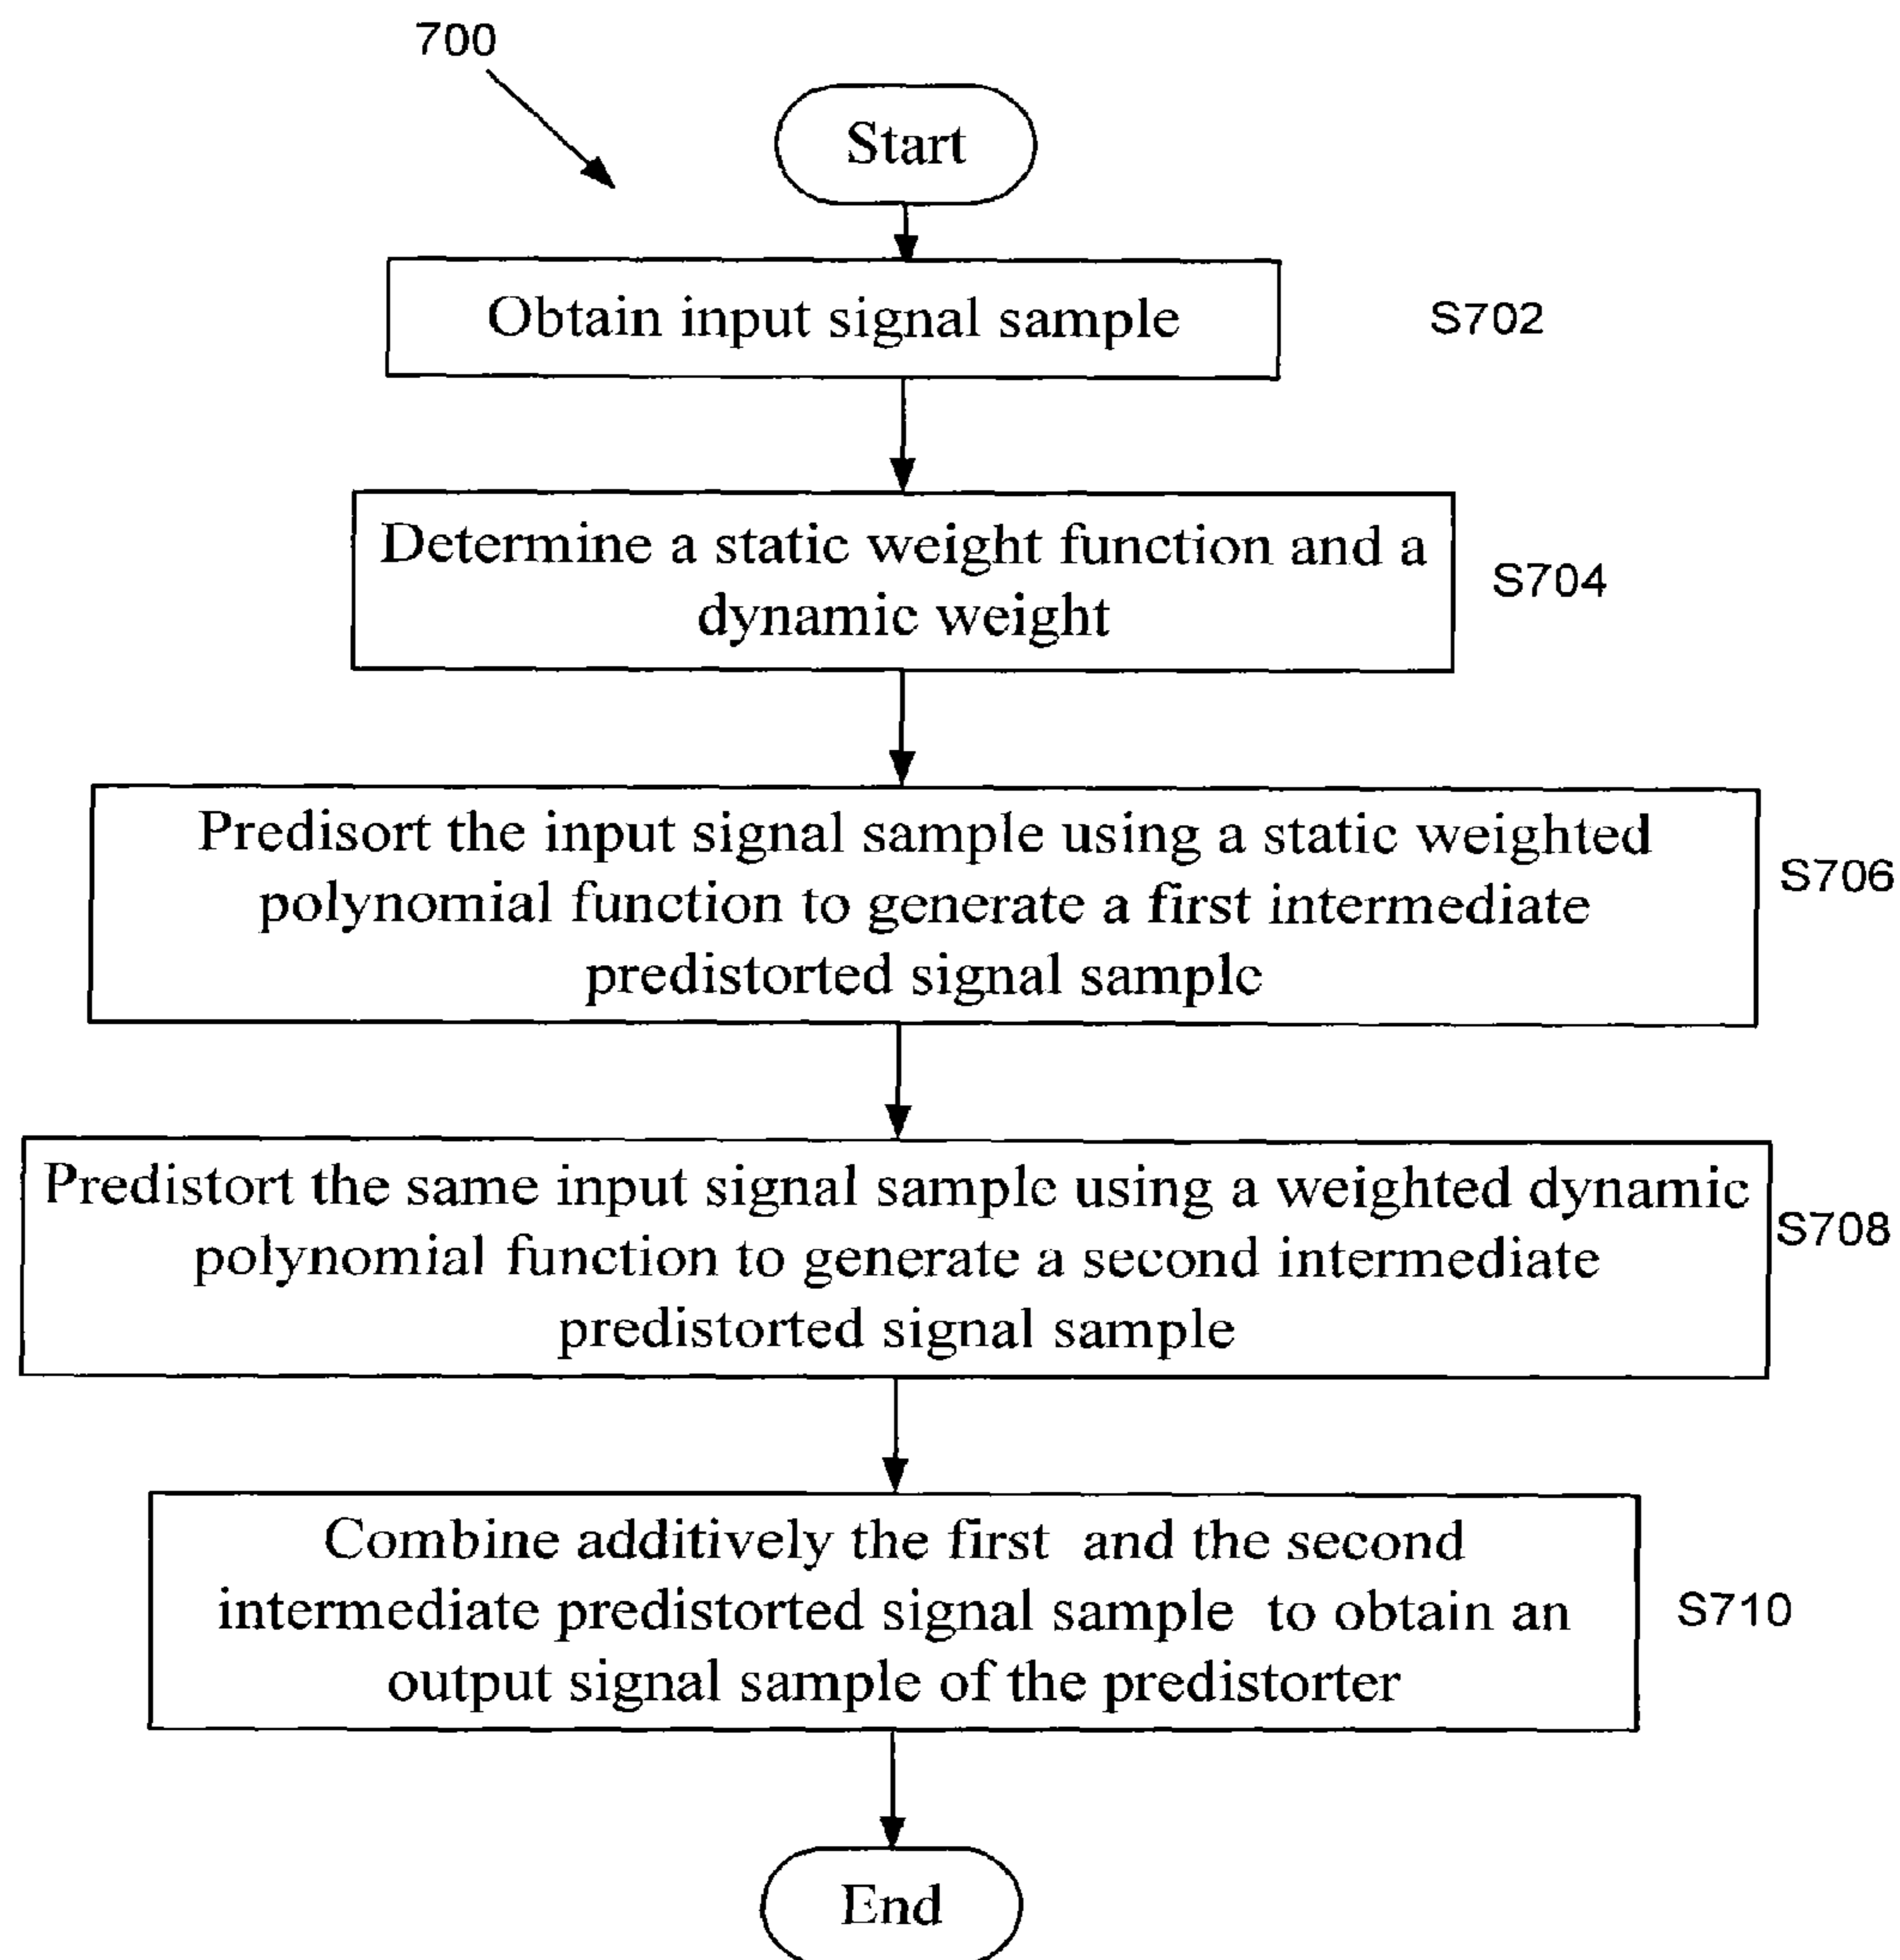 700
Start
Obtain input signal sample
S702
Determine a static weight function and a
dynamic weight
S704
Predisort the input signal sample using a static weighted
polynomial function to generate a first intermediate
predistorted signal sample
S706
Predistort the same input signal sample using a weighted dynamic
polynomial function to generate a second intermediate
predistorted signal sample
S708
Combine additively the first and the second
intermediate predistorted signal sample to obtain an
output signal sample of the predistorter
S710
End